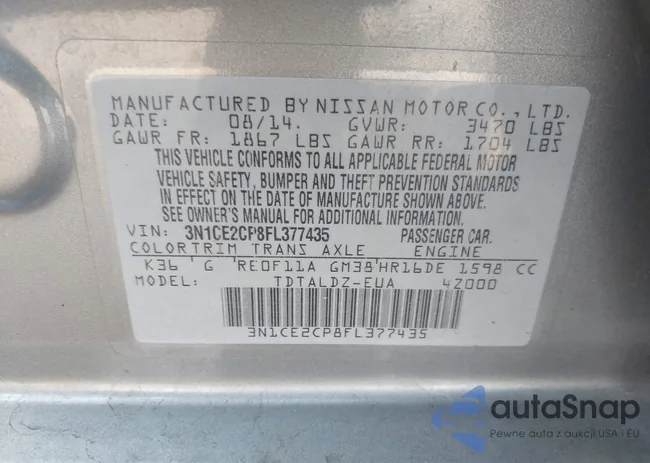 MANUFACTURED BY NISSAN MOTOR CO., LTD.
DATE: 08/14. GVWR: 3470 LBS
GAWR FR: 1867 LBS GAWR RR: 1704 LBS
THIS VEHICLE CONFORMS TO ALL APPLICABLE FEDERAL MOTOR
VEHICLE SAFETY, BUMPER AND THEFT PREVENTION STANDARDS
IN EFFECT ON THE DATE OF MANUFACTURE SHOWN ABOVE.
SEE OWNER'S MANUAL FOR ADDITIONAL INFORMATION.
VIN: 3N1CE2CP8FL377435 PASSENGER CAR.
COLORTRIM TRANS AXLE ENGINE
K36 G RE0F11A GM38 HR16DE 1598 CC
MODEL: TDTALDZ-EUA 42000
3N1CE2CP8FL377435
autaSnap
Pewne auta z aukcji USA i EU